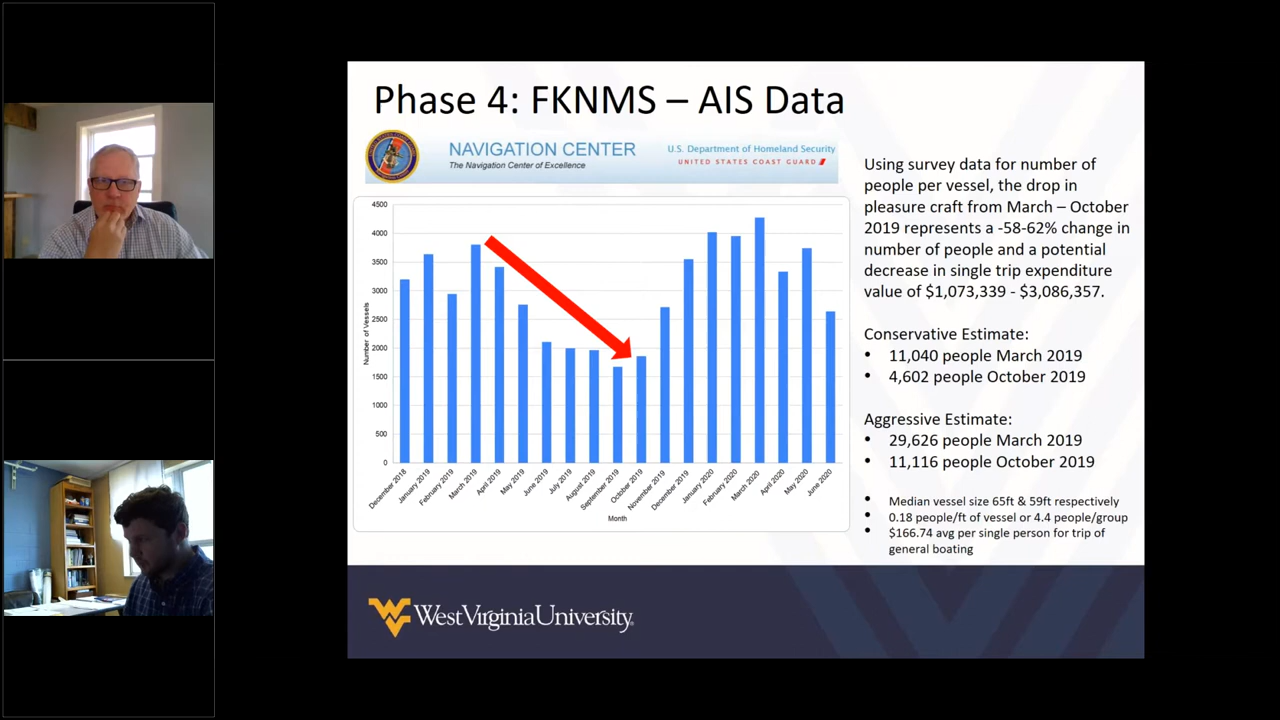 Phase 4: FKNMS – AIS Data
NAVIGATION CENTER
The Navigation Center of Excellence
U.S. Department of Homeland Security
UNITED STATES COAST GUARD
4500
4000
3500
3000
2500
2000
1500
1000
500
0
Number of Vessels
December 2018
January 2019
February 2019
March 2019
April 2019
May 2019
June 2019
July 2019
August 2019
September 2019
October 2019
November 2019
December 2019
January 2020
February 2020
March 2020
April 2020
May 2020
June 2020
Month
Using survey data for number of
people per vessel, the drop in
pleasure craft from March – October
2019 represents a -58-62% change in
number of people and a potential
decrease in single trip expenditure
value of $1,073,339 - $3,086,357.
Conservative Estimate:
• 11,040 people March 2019
• 4,602 people October 2019
Aggressive Estimate:
• 29,626 people March 2019
• 11,116 people October 2019
• Median vessel size 65ft & 59ft respectively
• 0.18 people/ft of vessel or 4.4 people/group
• $166.74 avg per single person for trip of
general boating
West Virginia University